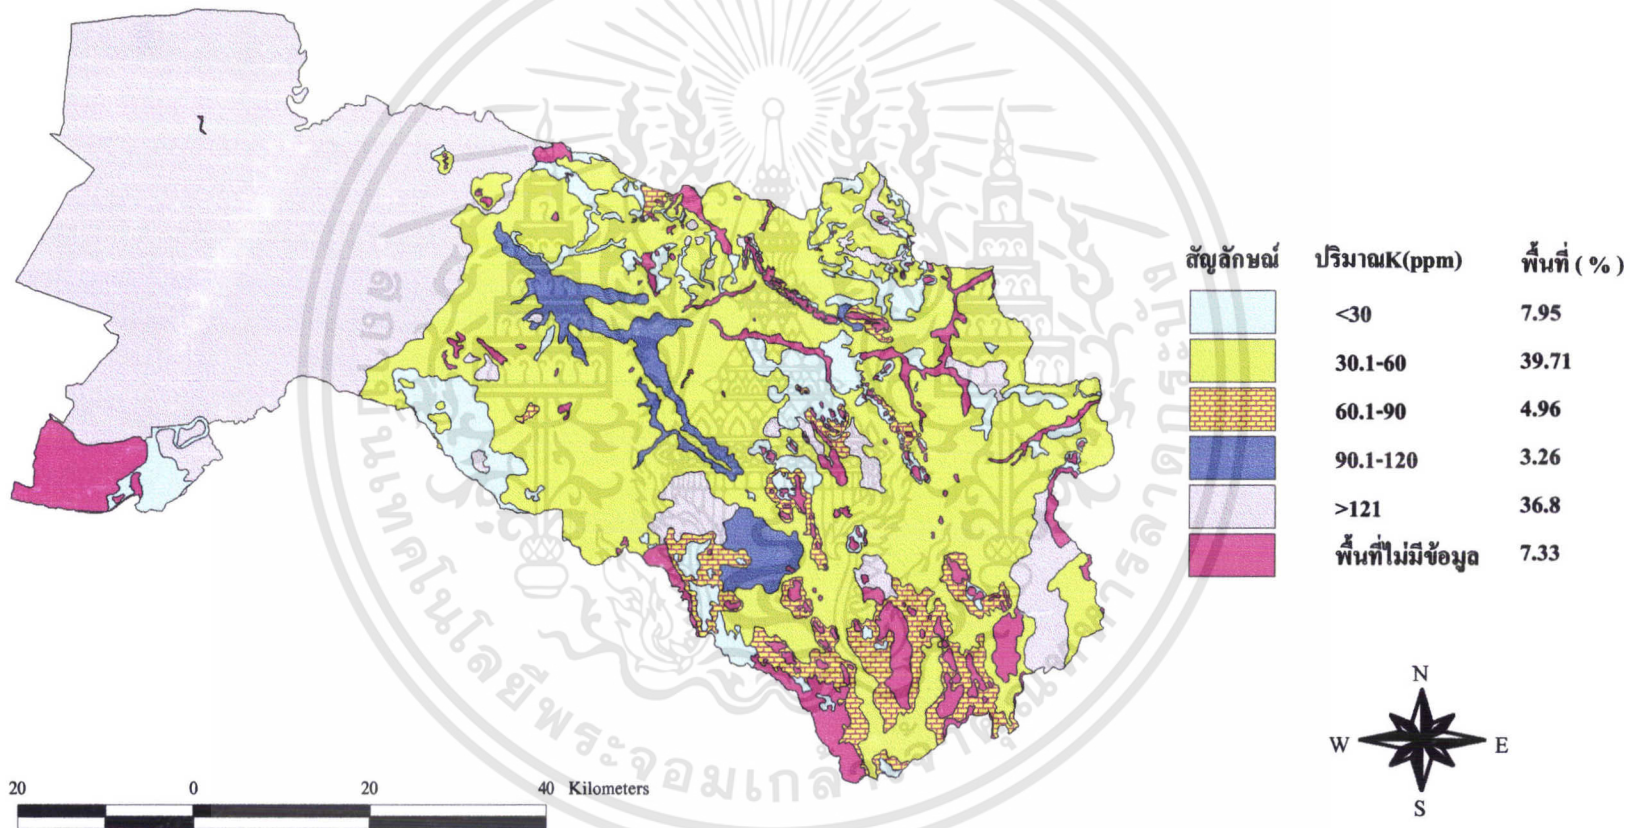 สัญลักษณ์ ปริมาณK(ppm) พื้นที่ ( % )
<30 7.95
30.1-60 39.71
60.1-90 4.96
90.1-120 3.26
>121 36.8
พื้นที่ไม่มีข้อมูล 7.33
N
W E
S
20 0 20 40 Kilometers